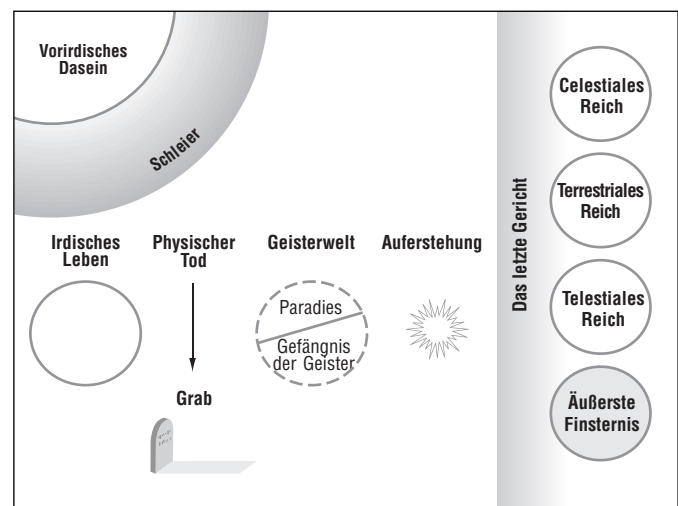 Vorirdisches
Dasein
Schleier
Irdisches
Leben
Physischer
Tod
Grab
Geisterwelt
Paradies
Gefängnis
der Geister
Auferstehung
Das letzte Gericht
Celestiales
Reich
Terrestriales
Reich
Telestiales
Reich
Äußerste
Finsternis